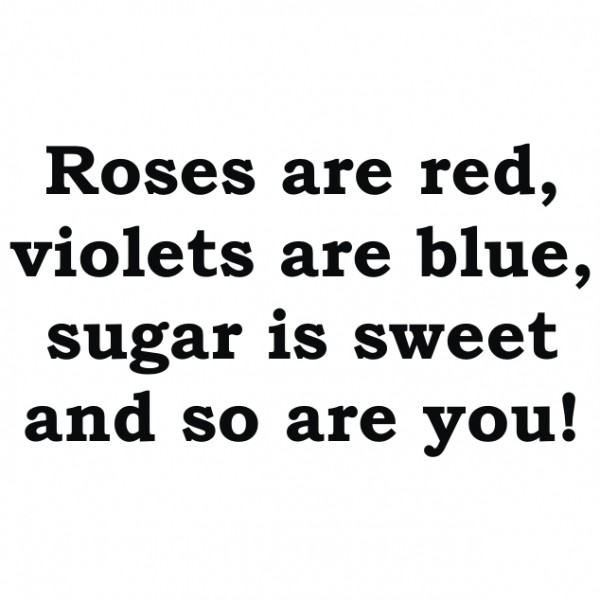 Roses are red,
violets are blue,
sugar is sweet
and so are you!